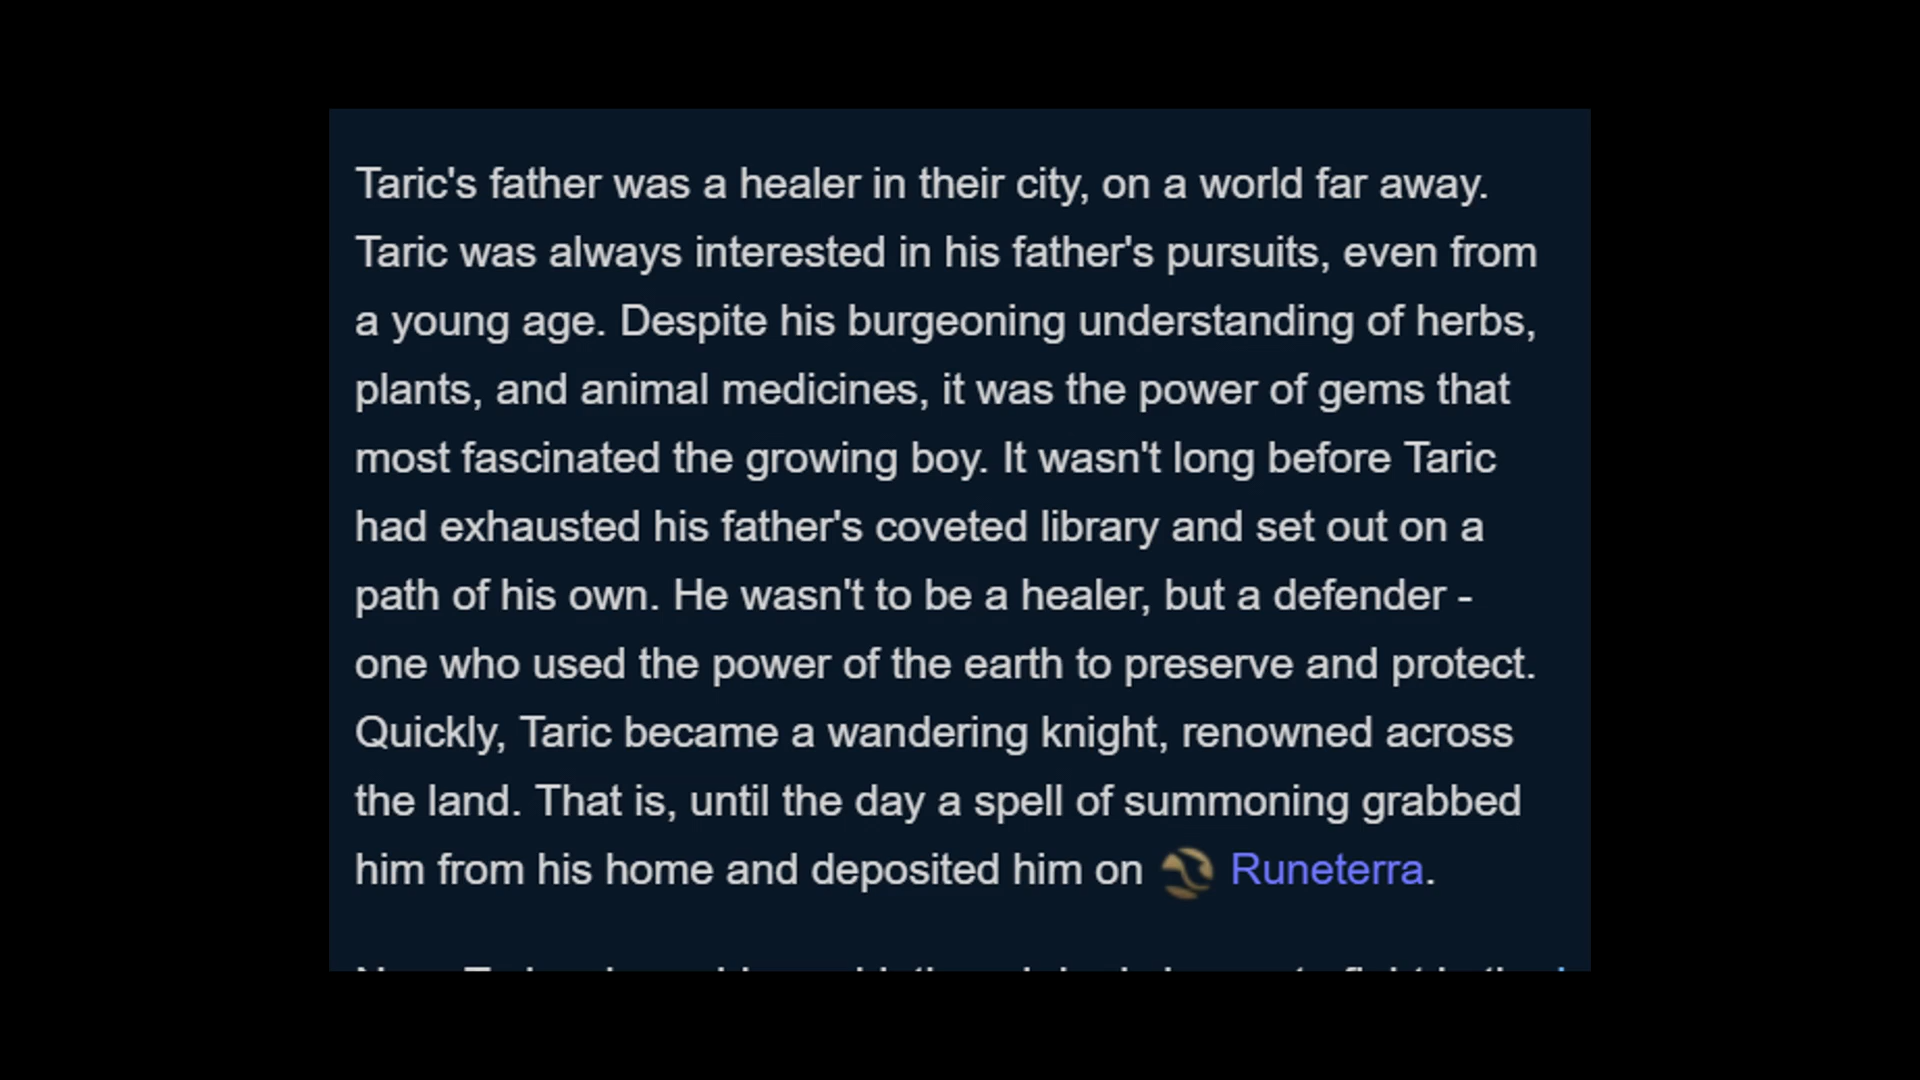 Taric's father was a healer in their city, on a world far away.
Taric was always interested in his father's pursuits, even from
a young age. Despite his burgeoning understanding of herbs,
plants, and animal medicines, it was the power of gems that
most fascinated the growing boy. It wasn't long before Taric
had exhausted his father's coveted library and set out on a
path of his own. He wasn't to be a healer, but a defender -
one who used the power of the earth to preserve and protect.
Quickly, Taric became a wandering knight, renowned across
the land. That is, until the day a spell of summoning grabbed
him from his home and deposited him on Runeterra.